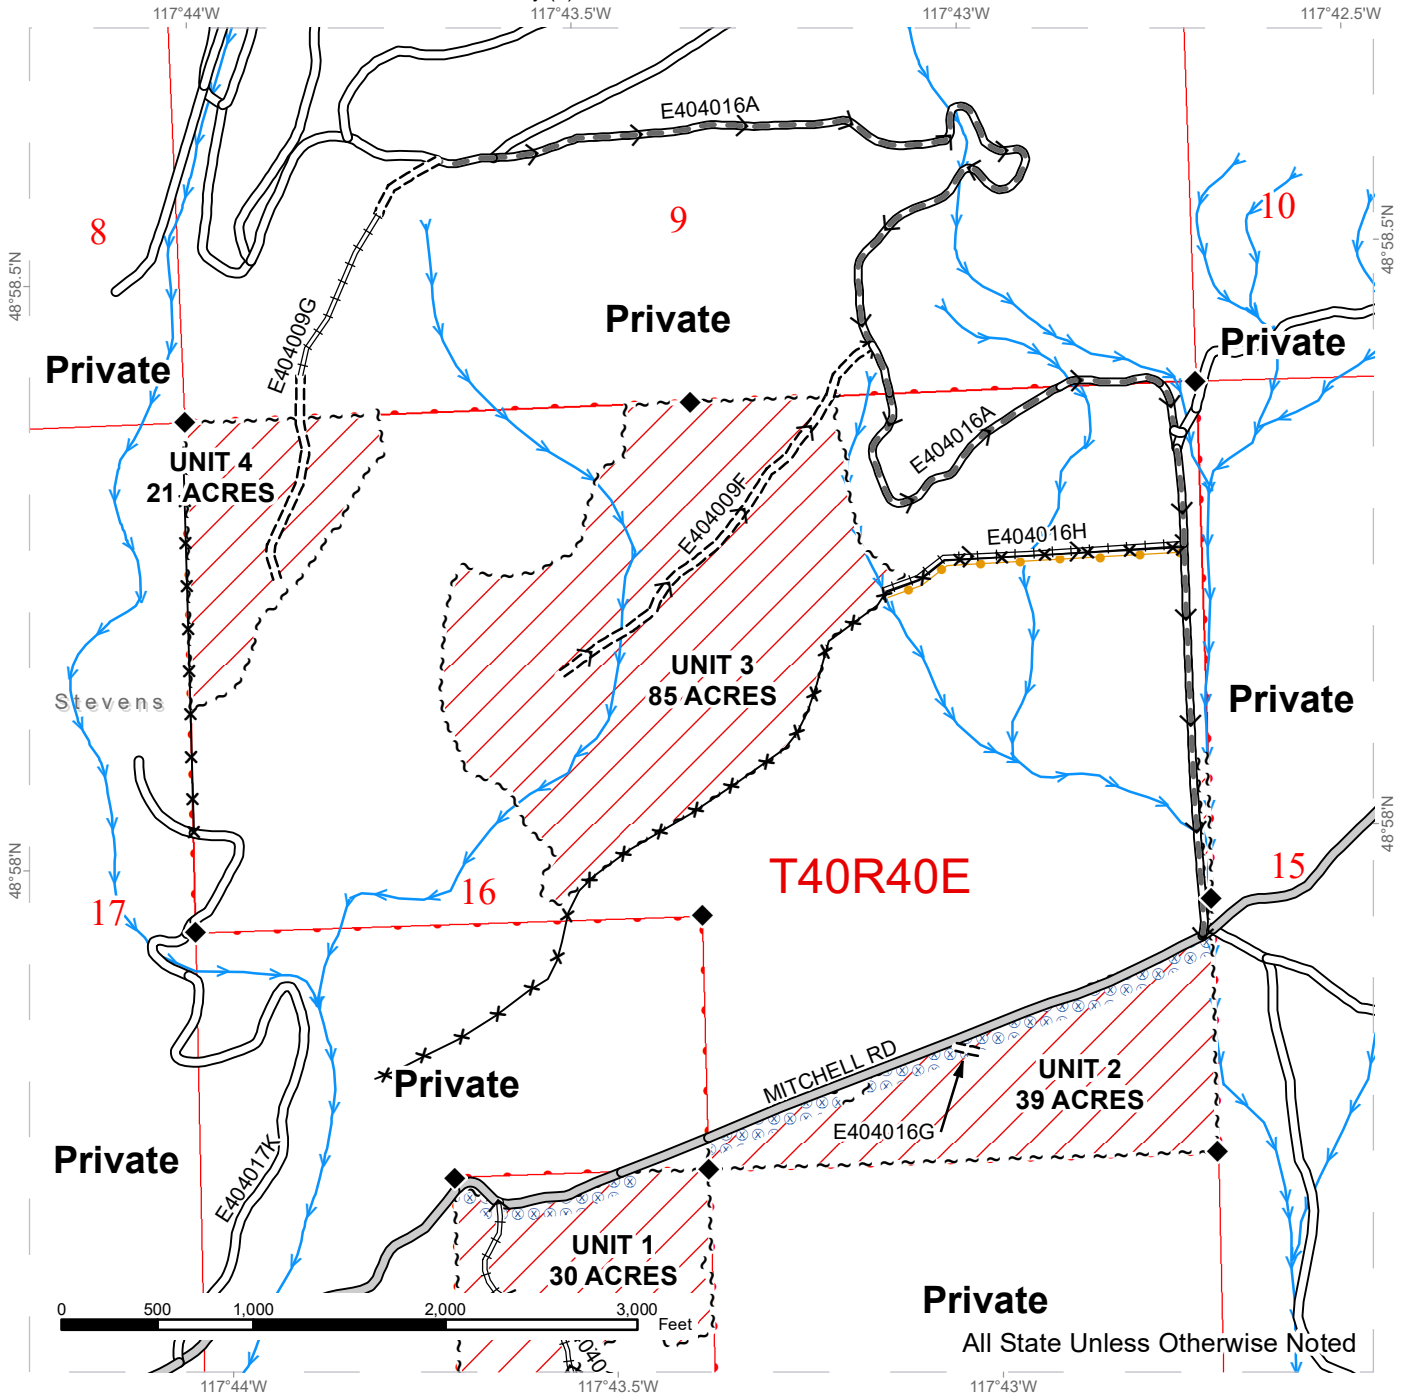 117°44'W
117°43.5'W
117°43'W
117°42.5'W
E404016A
8
9
10
48°58.5'N
48°58.5'N
E404009G
Private
Private
Private
E404016A
UNIT 4
21 ACRES
E404009F
E404016H
UNIT 3
85 ACRES
Stevens
Private
48°58'N
48°58'N
T40R40E
15
16
17
MITCHELL RD
UNIT 2
39 ACRES
Private
E404016G
Private
E404017K
UNIT 1
30 ACRES
Private
0 500 1,000 2,000 3,000
Feet
All State Unless Otherwise Noted
117°44'W
117°43.5'W
117°43'W